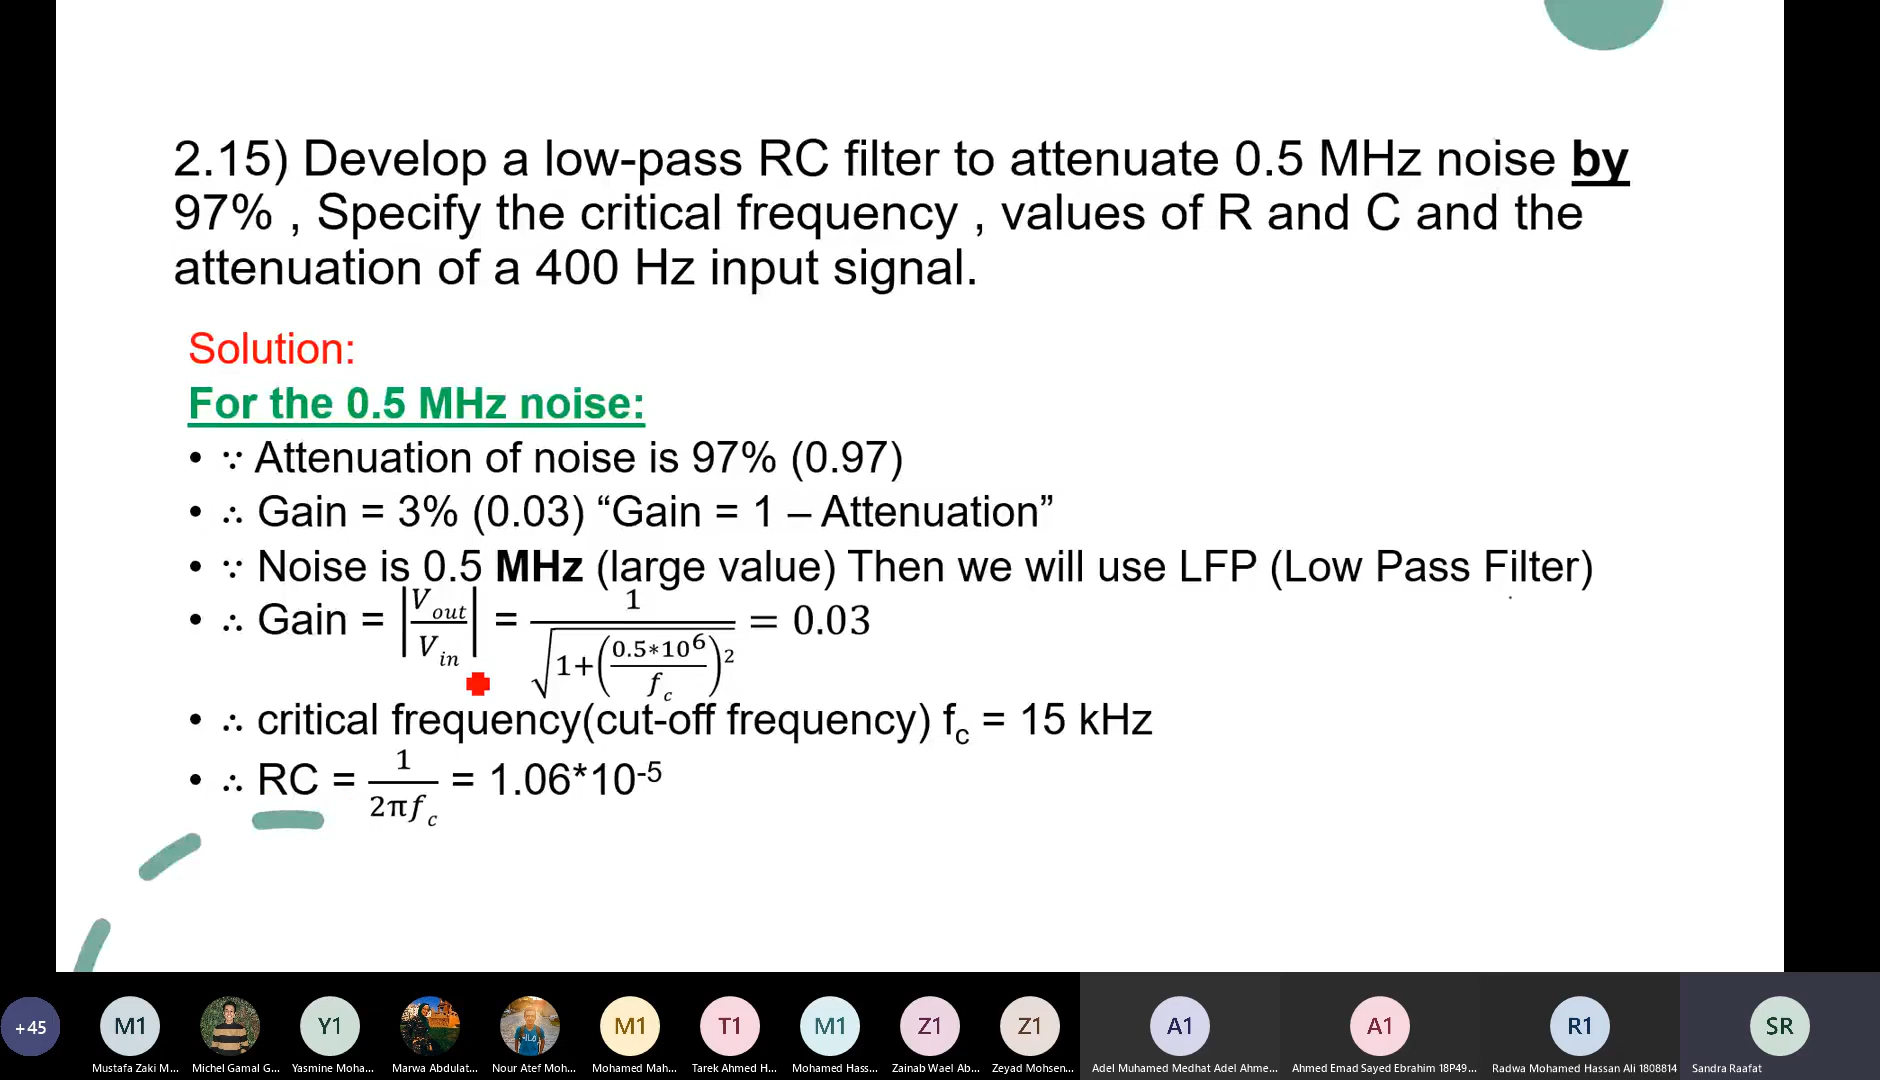 2.15) Develop a low-pass RC filter to attenuate 0.5 MHz noise by
97% , Specify the critical frequency , values of R and C and the
attenuation of a 400 Hz input signal.
Solution:
For the 0.5 MHz noise:
• ∵ Attenuation of noise is 97% (0.97)
• ∴ Gain = 3% (0.03) “Gain = 1 – Attenuation”
• ∵ Noise is 0.5 MHz (large value) Then we will use LFP (Low Pass Filter)
• ∴ Gain = |V_out/V_in| = 1/√(1+(0.5*10^6/f_c)^2) = 0.03
• ∴ critical frequency(cut-off frequency) f_c = 15 kHz
• ∴ RC = 1/(2πf_c) = 1.06*10^-5
+45 M1 Y1 M1 T1 M1 Z1 Z1 A1 A1 R1 SR
Mustafa Zaki M... Michel Gamal G... Yasmine Moha... Marwa Abdulat... Nour Atef Moh... Mohamed Mah... Tarek Ahmed H... Mohamed Hass... Zainab Wael Ab... Zeyad Mohsen... Adel Muhamed Medhat Adel Ahme... Ahmed Emad Sayed Ebrahim 18P49... Radwa Mohamed Hassan Ali 1808814 Sandra Raafat